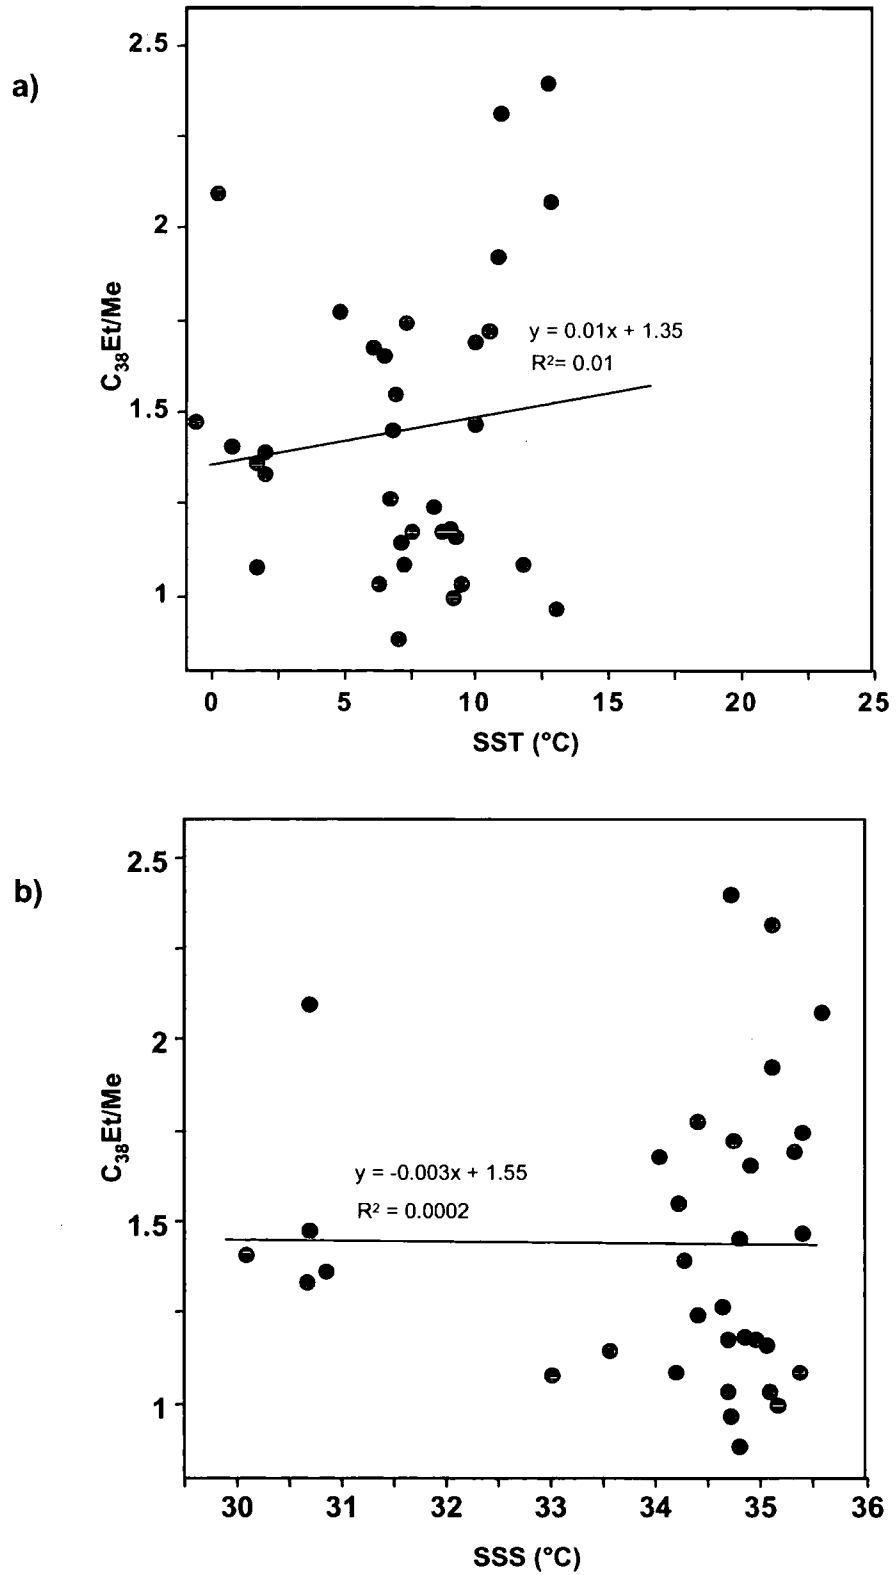 a)
2.5
2
1.5
1
C₃₈Et/Me
y = 0.01x + 1.35
R²= 0.01
0 5 10 15 20 25
SST (°C)
b)
2.5
2
1.5
1
C₃₈Et/Me
y = -0.003x + 1.55
R² = 0.0002
30 31 32 33 34 35 36
SSS (°C)